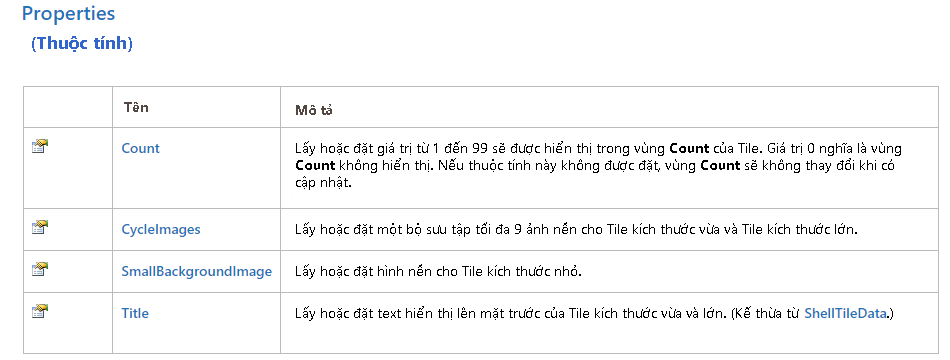 Properties
(Thuộc tính)
Tên
Mô tả
Count
Lấy hoặc đặt giá trị từ 1 đến 99 sẽ được hiển thị trong vùng Count của Tile. Giá trị 0 nghĩa là vùng
Count không hiển thị. Nếu thuộc tính này không được đặt, vùng Count sẽ không thay đổi khi có
cập nhật.
CycleImages
Lấy hoặc đặt một bộ sưu tập tối đa 9 ảnh nền cho Tile kích thước vừa và Tile kích thước lớn.
SmallBackgroundImage
Lấy hoặc đặt hình nền cho Tile kích thước nhỏ.
Title
Lấy hoặc đặt text hiển thị lên mặt trước của Tile kích thước vừa và lớn. (Kế thừa từ ShellTileData.)